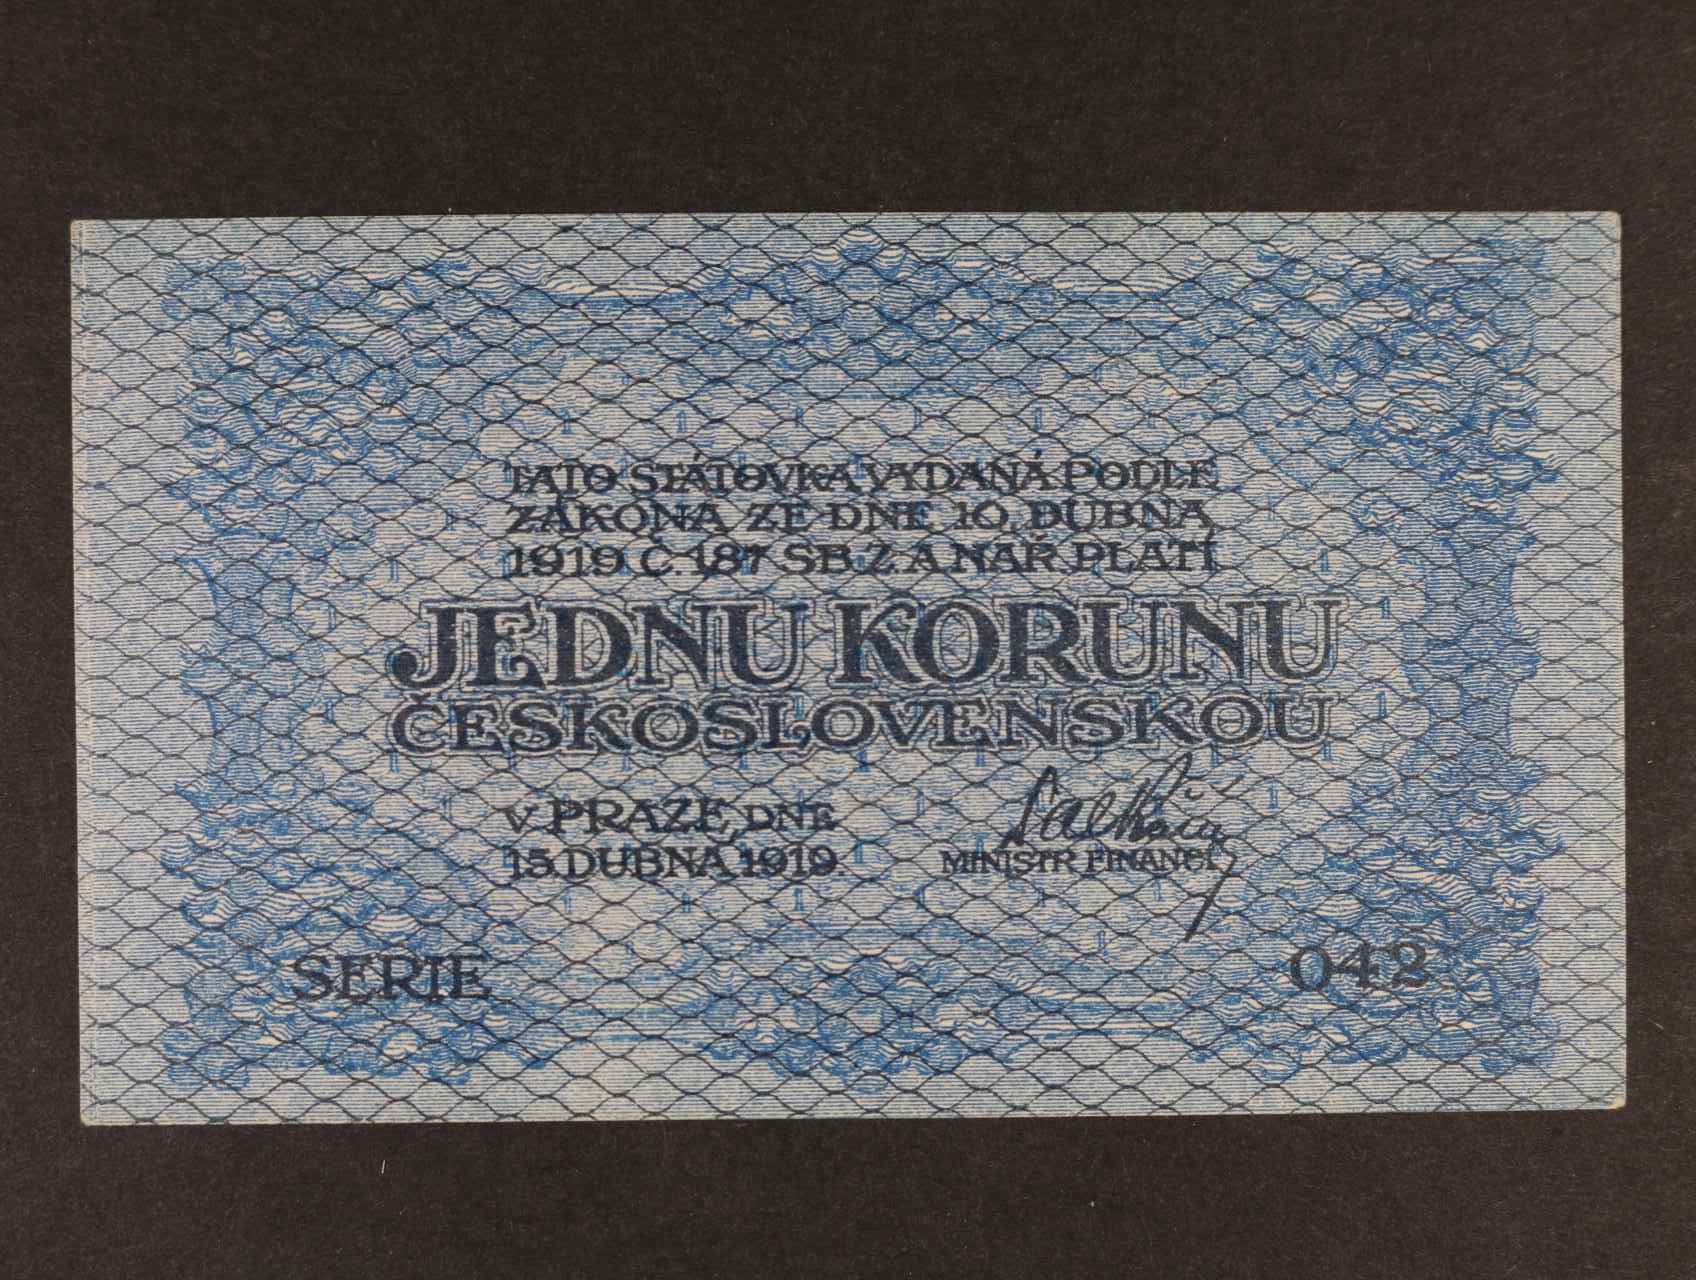 TATO STÁTOVKA VYDANÁ PODLE
ZÁKONA ZE DNE 10. DUBNA
1919 Č. 187 SB. Z. A NAŘ. PLATÍ
JEDNU KORUNU
ČESKOSLOVENSKOU
V PRAZE, DNE
15. DUBNA 1919.
MINISTR FINANCÍ
SERIE 042